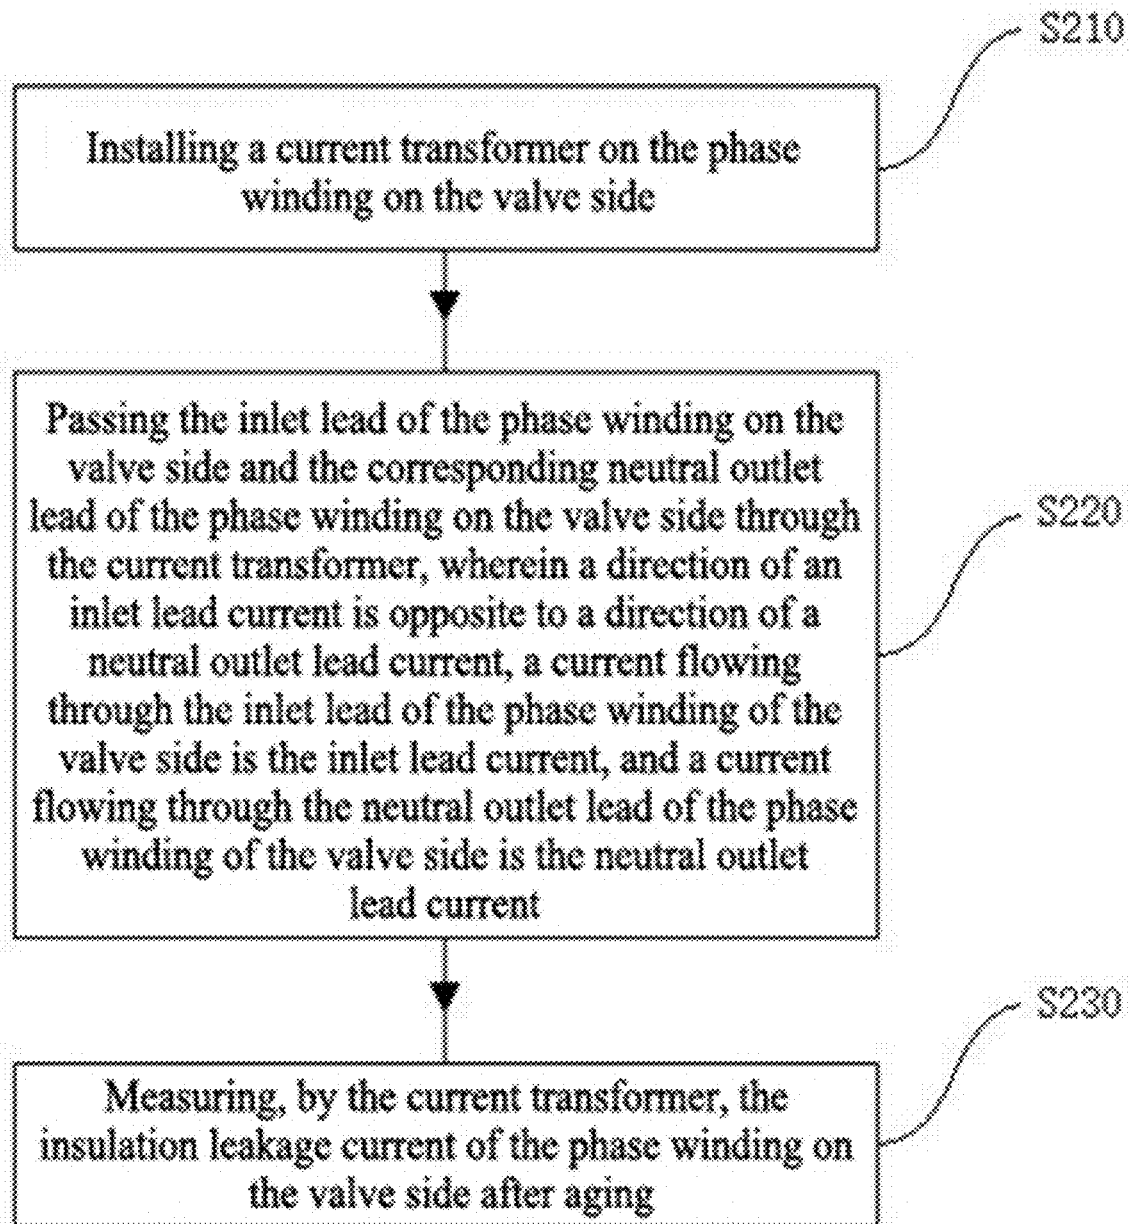 S210
Installing a current transformer on the phase
winding on the valve side
Passing the inlet lead of the phase winding on the
valve side and the corresponding neutral outlet
lead of the phase winding on the valve side through
the current transformer, wherein a direction of an
inlet lead current is opposite to a direction of a
neutral outlet lead current, a current flowing
through the inlet lead of the phase winding of the
valve side is the inlet lead current, and a current
flowing through the neutral outlet lead of the phase
winding of the valve side is the neutral outlet
lead current
S220
S230
Measuring, by the current transformer, the
insulation leakage current of the phase winding on
the valve side after aging